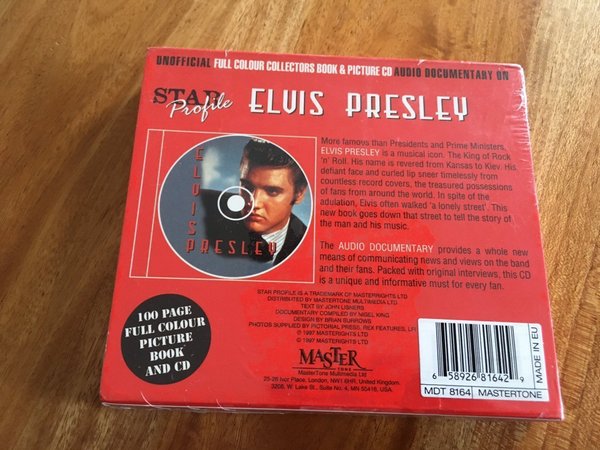 UNOFFICIAL FULL COLOUR COLLECTORS BOOK & PICTURE CD AUDIO DOCUMENTARY ON
STAR Profile ELVIS PRESLEY
ELVIS
PRESLEY
More famous than Presidents and Prime Ministers,
ELVIS PRESLEY is a musical icon. The King of Rock
'n' Roll. His name is revered from Kansas to Kiev. His
defiant face and curled lip sneer timelessly from
countless record covers, the treasured possessions
of fans from around the world. In spite of the
adulation, Elvis often walked 'a lonely street'. This
new book goes down that street to tell the story of
the man and his music.
The AUDIO DOCUMENTARY provides a whole new
means of communicating news and views on the band
and their fans. Packed with original interviews, this CD
is a unique and informative must for every fan.
100 PAGE
FULL COLOUR
PICTURE
BOOK
AND CD
STAR PROFILE IS A TRADEMARK OF MASTERRIGHTS LTD
DISTRIBUTED BY MASTERTONE MULTIMEDIA LTD
TEXT BY JOHN USNERS
DOCUMENTARY COMPILED BY NIGEL KING
DESIGN BY BRIAN BURROWS
PHOTOS SUPPLIED BY PICTORIAL PRESS, REX FEATURES,
℗ 1997 MASTERRIGHTS LTD
© 1997 MASTERRIGHTS LTD
MASTER
TONE
MasterTone Multimedia Ltd
25-26 Ivor Place, London, NW1 6HR, United Kingdom.
3208, W. Lake St., Suite No. 4, MN 55416, USA.
6 58926 81642 9
MDT 8164 MASTERTONE
MADE IN EU